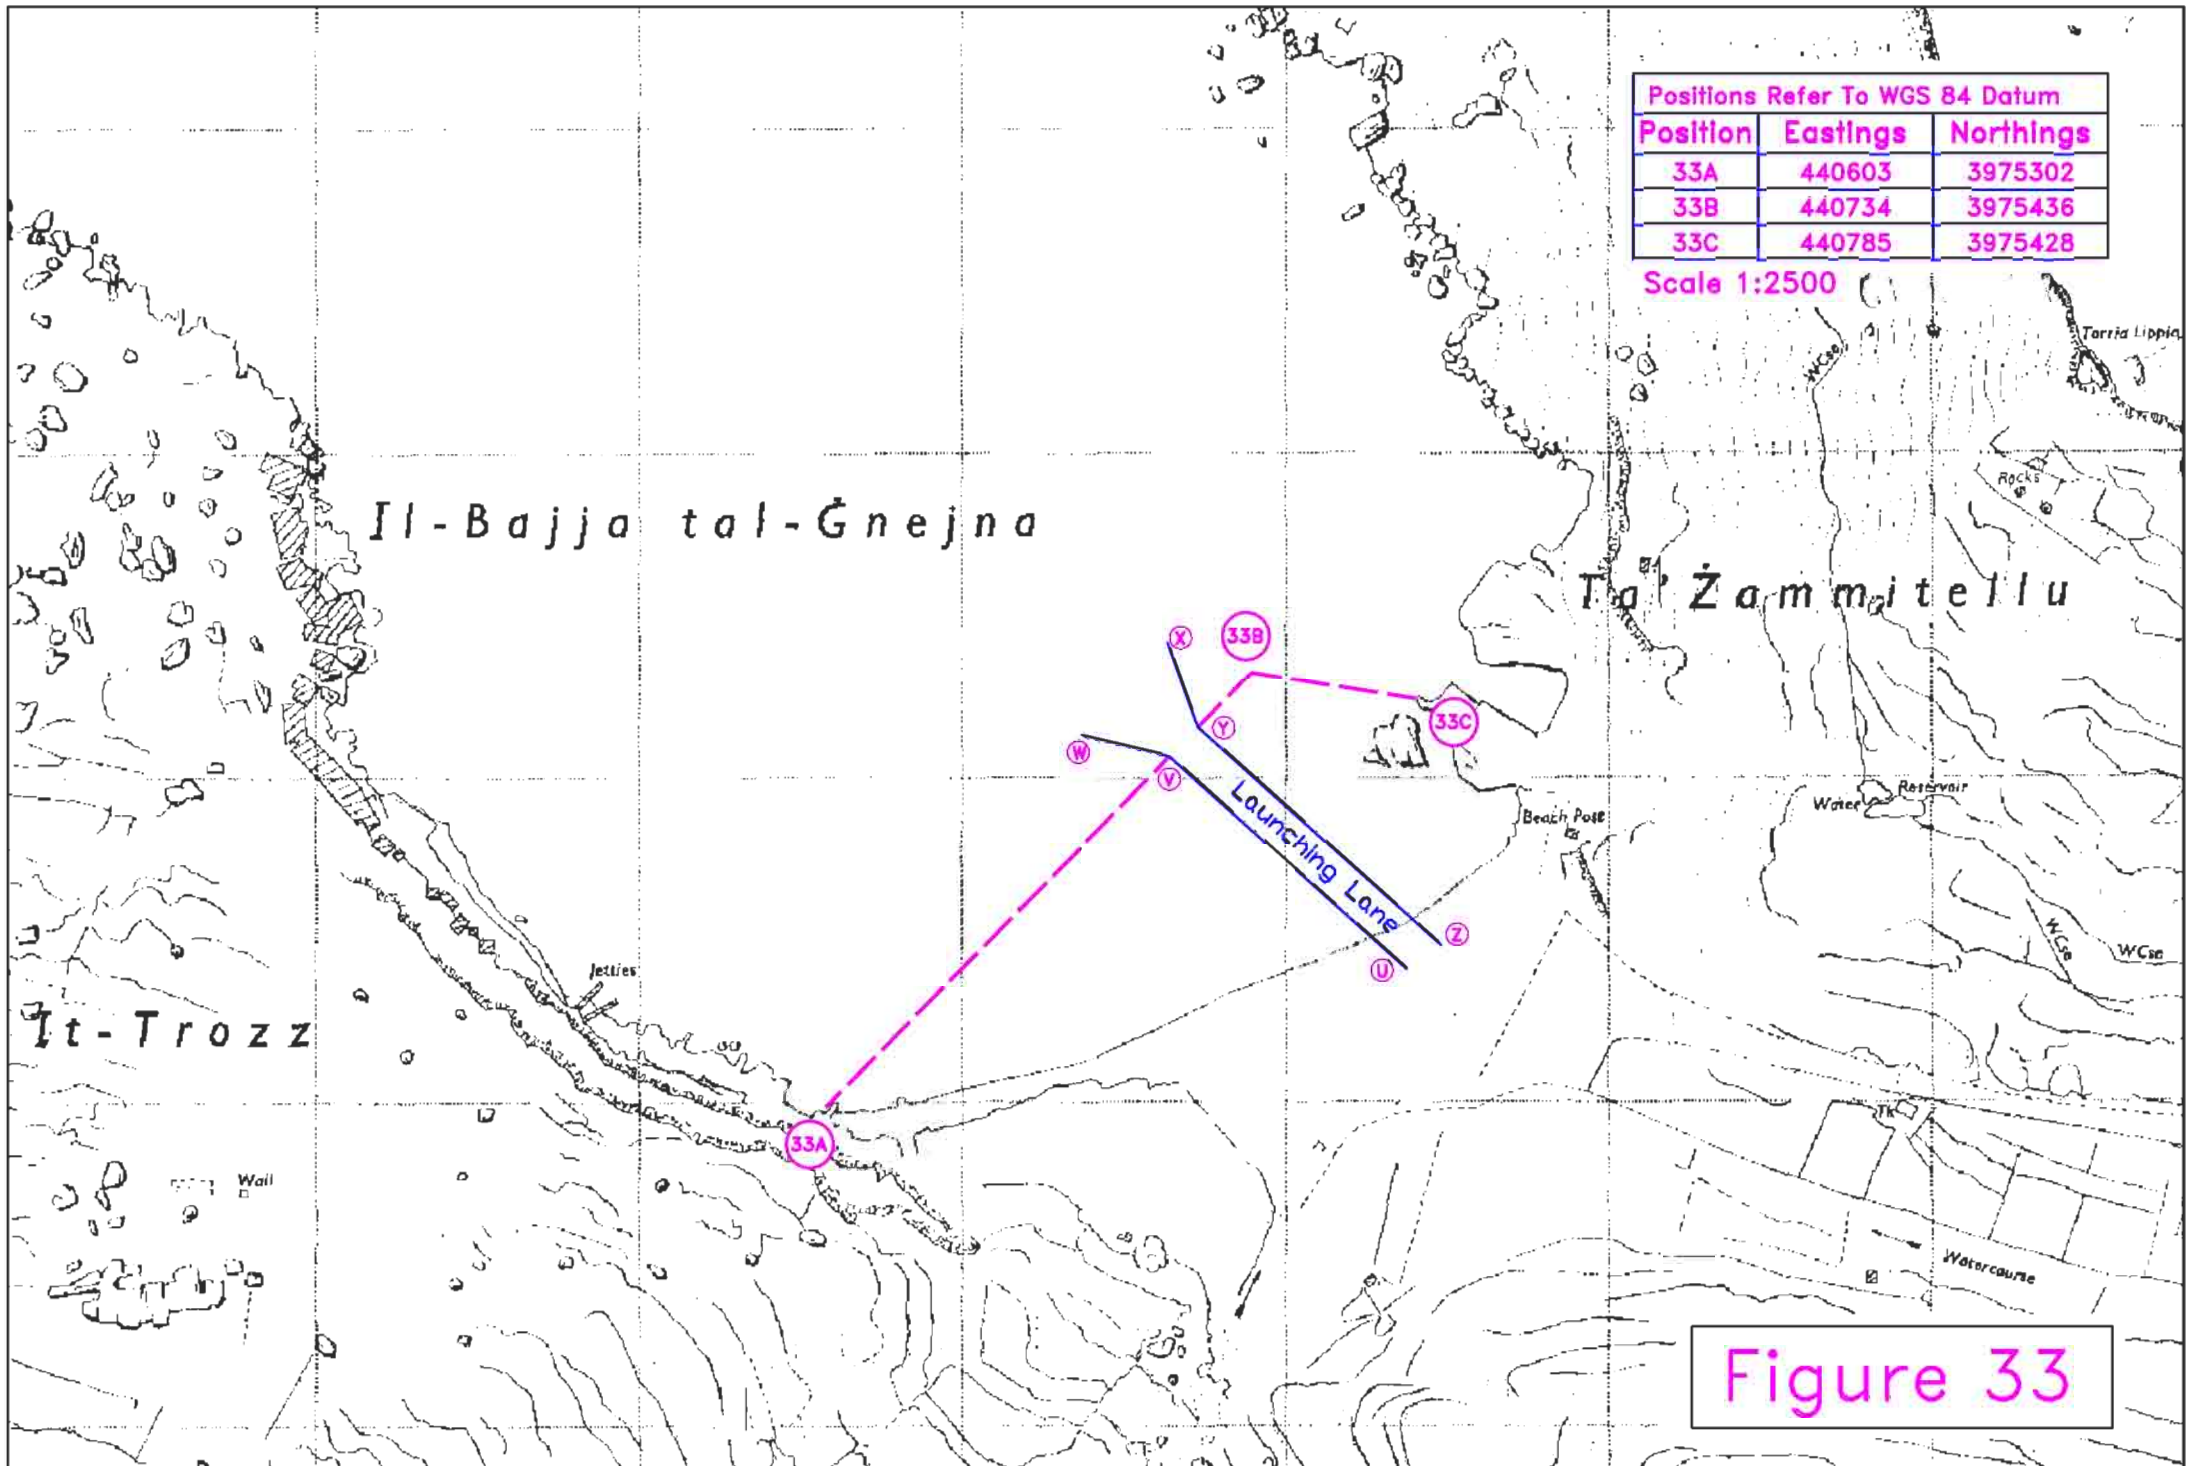 Positions Refer To WGS 84 Datum
Position Eastings Northings
33A 440603 3975302
33B 440734 3975436
33C 440785 3975428
Scale 1:2500
Torria Lippia
WCse
Rocks
Il-Bajja tal-Ġnejna
Ta' Żammitellu
X
33B
33C
Y
W
V
Launching Lane
Water
Reservoir
Beach Post
Z
U
WCse
WCse
Jetties
It-Trozz
Tk
33A
Wall
Watercourse
Figure 33